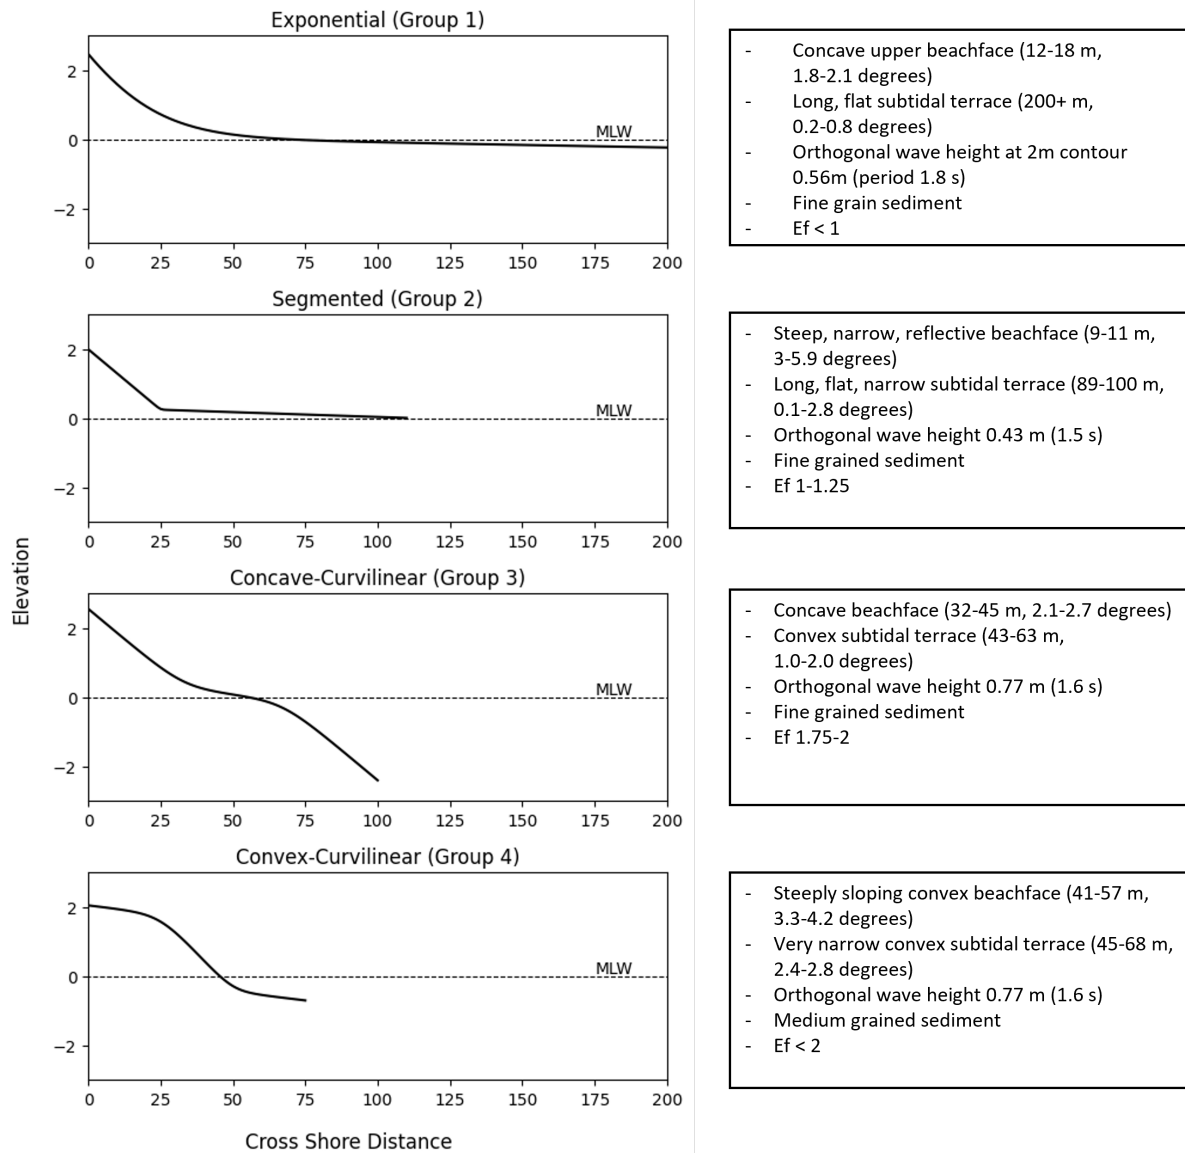 Exponential (Group 1)
2
0
−2
MLW
0 25 50 75 100 125 150 175 200
- Concave upper beachface (12-18 m,
1.8-2.1 degrees)
- Long, flat subtidal terrace (200+ m,
0.2-0.8 degrees)
- Orthogonal wave height at 2m contour
0.56m (period 1.8 s)
- Fine grain sediment
- Ef < 1
Segmented (Group 2)
2
0
−2
MLW
0 25 50 75 100 125 150 175 200
- Steep, narrow, reflective beachface (9-11 m,
3-5.9 degrees)
- Long, flat, narrow subtidal terrace (89-100 m,
0.1-2.8 degrees)
- Orthogonal wave height 0.43 m (1.5 s)
- Fine grained sediment
- Ef 1-1.25
Elevation
Concave-Curvilinear (Group 3)
2
0
−2
MLW
0 25 50 75 100 125 150 175 200
- Concave beachface (32-45 m, 2.1-2.7 degrees)
- Convex subtidal terrace (43-63 m,
1.0-2.0 degrees)
- Orthogonal wave height 0.77 m (1.6 s)
- Fine grained sediment
- Ef 1.75-2
Convex-Curvilinear (Group 4)
2
0
−2
MLW
0 25 50 75 100 125 150 175 200
- Steeply sloping convex beachface (41-57 m,
3.3-4.2 degrees)
- Very narrow convex subtidal terrace (45-68 m,
2.4-2.8 degrees)
- Orthogonal wave height 0.77 m (1.6 s)
- Medium grained sediment
- Ef < 2
Cross Shore Distance